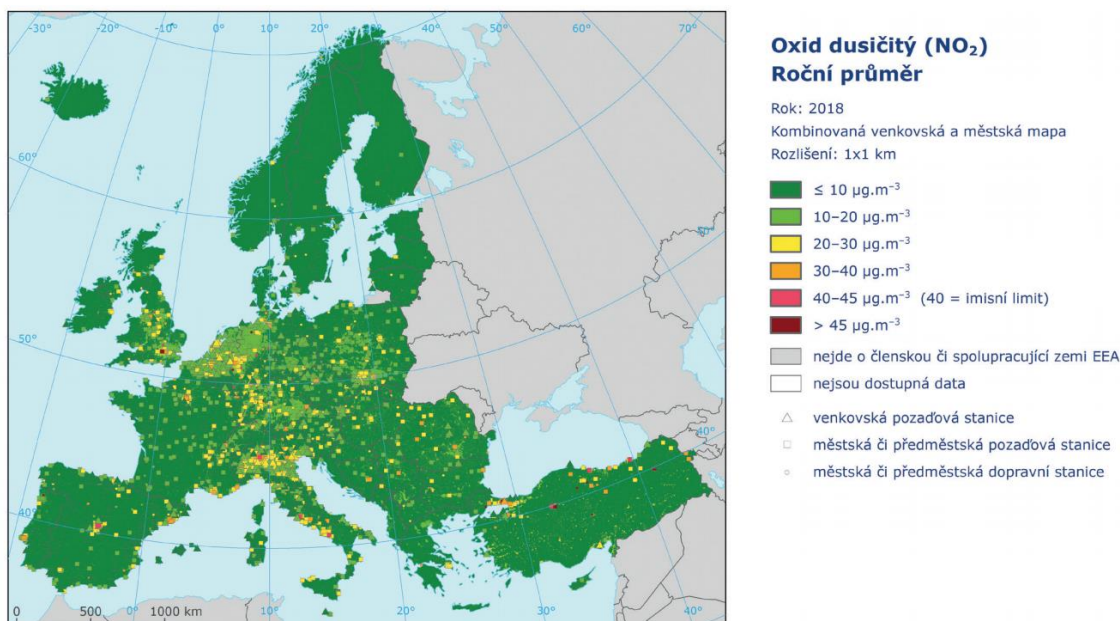 -30°
-20°
-10°
0°
10°
20°
30°
40°
50°
60°
70°
60°
50°
50°
40°
40°
0
500
0°
1000 km
10°
20°
30°
40°
Oxid dusičitý (NO₂)
Roční průměr
Rok: 2018
Kombinovaná venkovská a městská mapa
Rozlišení: 1x1 km
≤ 10 µg.m⁻³
10–20 µg.m⁻³
20–30 µg.m⁻³
30–40 µg.m⁻³
40–45 µg.m⁻³ (40 = imisní limit)
> 45 µg.m⁻³
nejde o členskou či spolupracující zemi EEA
nejsou dostupná data
venkovská pozaďová stanice
městská či předměstská pozaďová stanice
městská či předměstská dopravní stanice